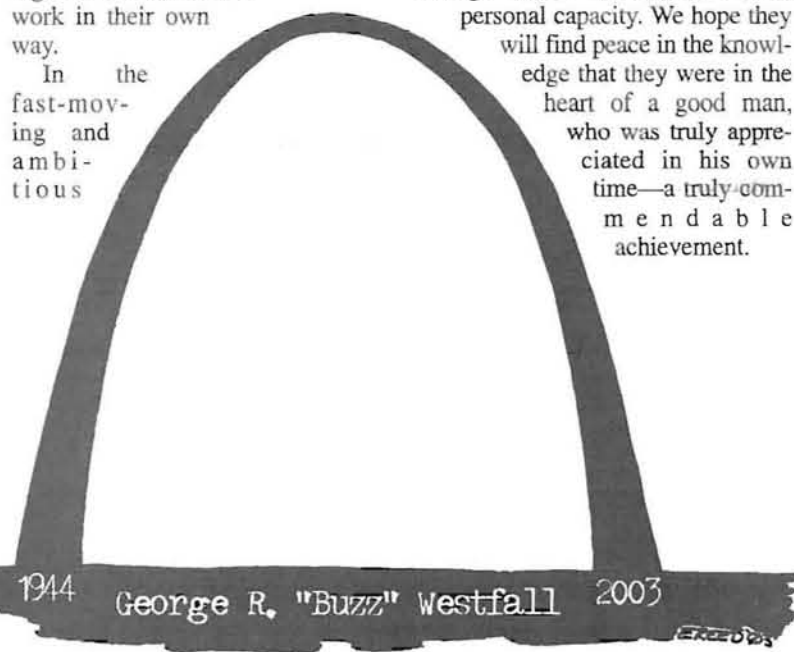 work in their own
way.
In the
fast-mov-
ing and
ambi-
tious
personal capacity. We hope they
will find peace in the knowl-
edge that they were in the
heart of a good man,
who was truly appre-
ciated in his own
time—a truly com-
mendable
achievement.
1944 George R. "Buzz" Westfall 2003